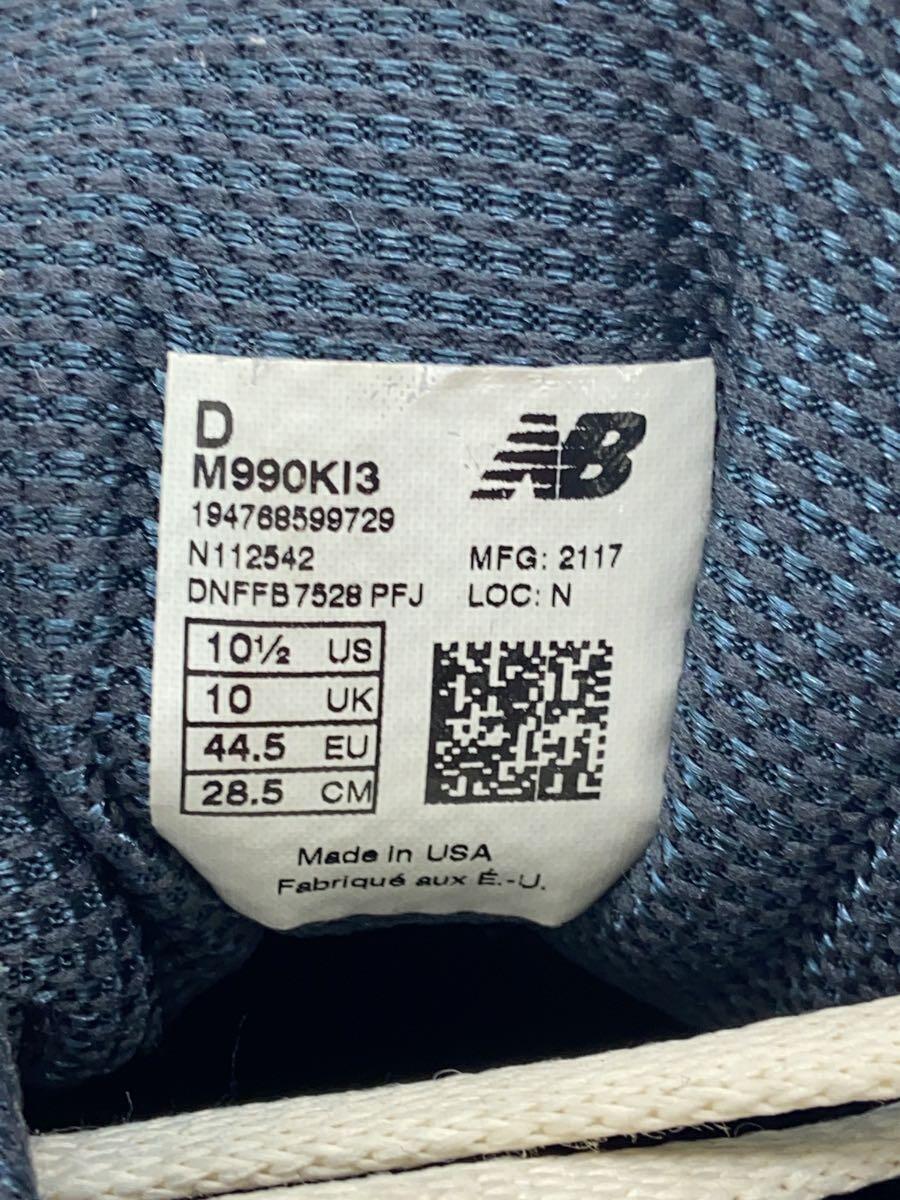 D
NB
M990KI3
194768599729
N112542
MFG: 2117
DNFFB7528 PFJ
LOC: N
10½ US
10 UK
44.5 EU
28.5 CM
Made in USA
Fabriqué aux É.-U.